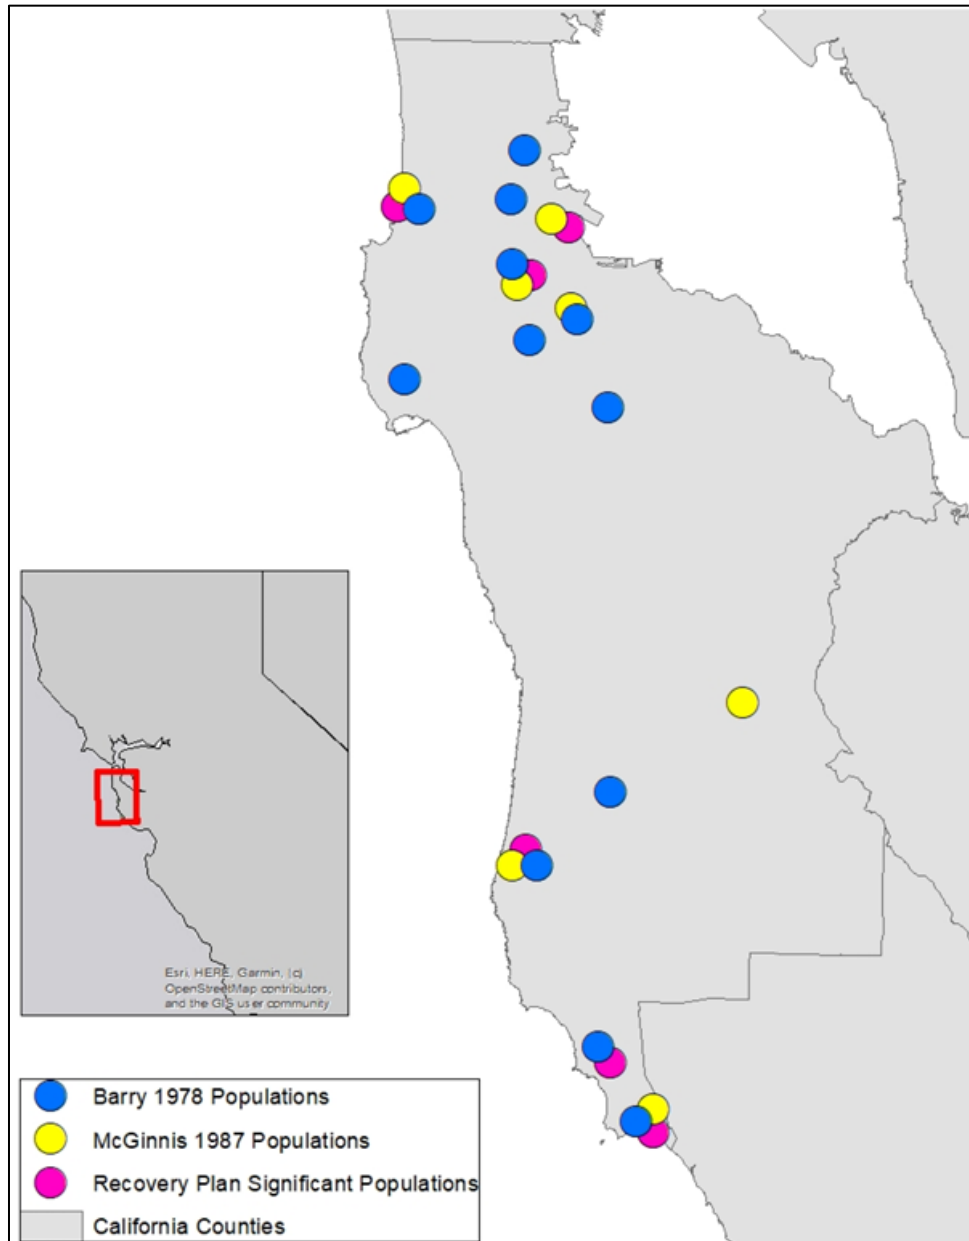 Esri, HERE, Garmin, (c)
OpenStreetMap contributors,
and the GIS user community
Barry 1978 Populations
McGinnis 1987 Populations
Recovery Plan Significant Populations
California Counties